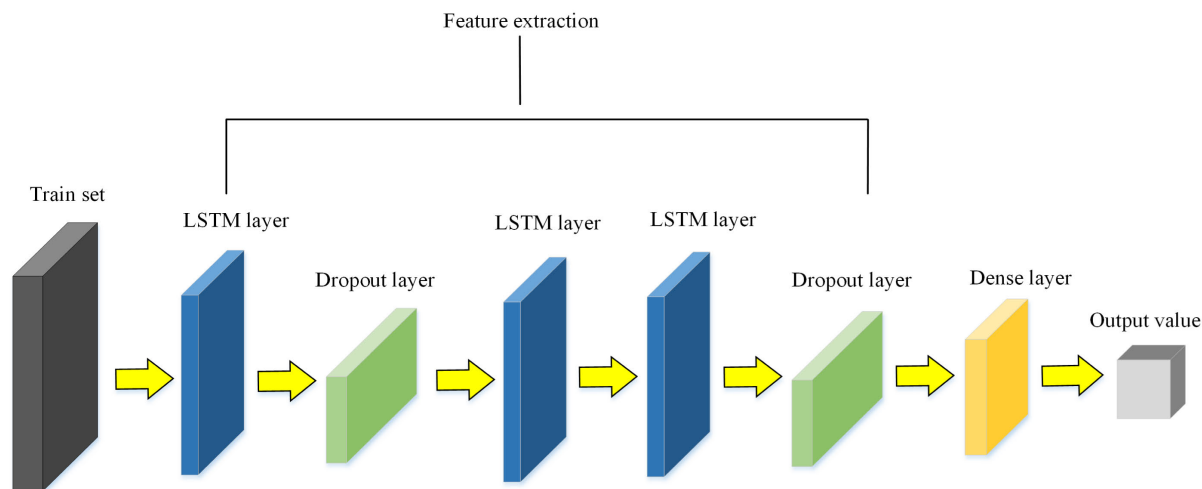 Feature extraction
Train set
LSTM layer
Dropout layer
LSTM layer
LSTM layer
Dropout layer
Dense layer
Output value